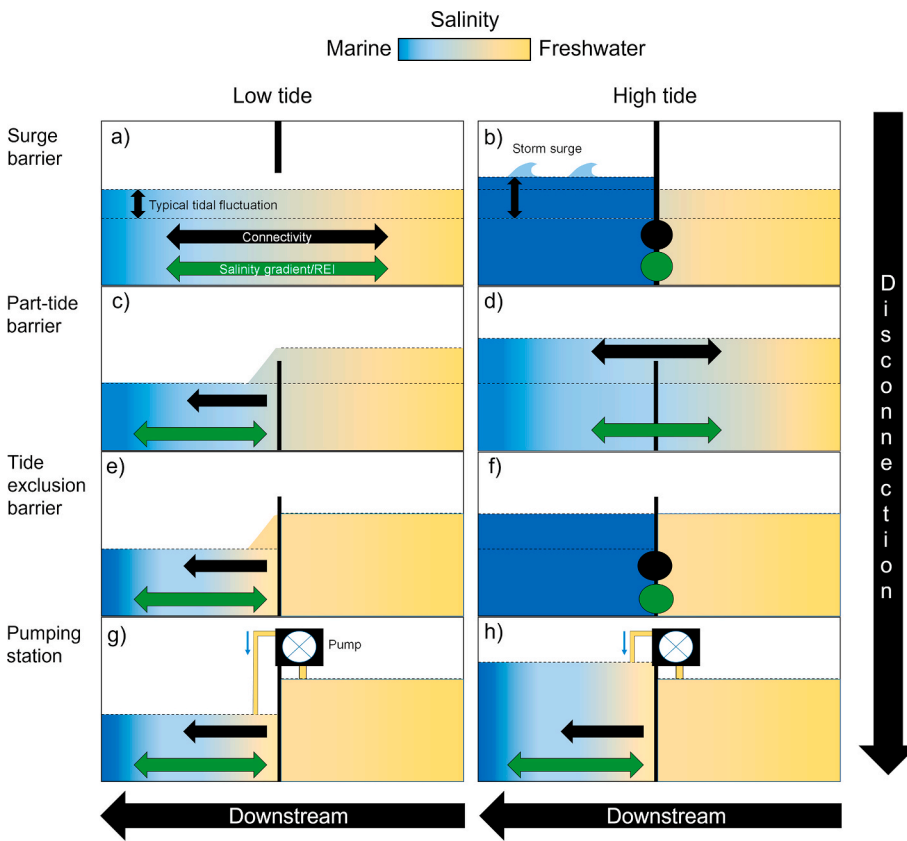 Salinity
Marine
Freshwater
Low tide
High tide
Surge
barrier
a)
Typical tidal fluctuation
Connectivity
Salinity gradient/REI
b)
Storm surge
Part-tide
barrier
c)
d)
Tide
exclusion
barrier
e)
f)
Pumping
station
g)
Pump
h)
Downstream
Downstream
Disconnection